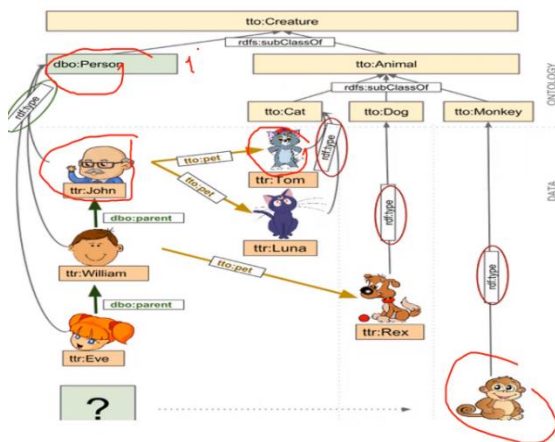 tto:Creature
rdfs:subClassOf
dbo:Person
1
tto:Animal
rdf:type
rdfs:subClassOf
ONTOLOGY
tto:Cat
tto:Dog
tto:Monkey
tto:pet
rdf:type
ttr:John
ttr:Tom
DATA
tto:pet
dbo:parent
rdf:type
ttr:Luna
rdf:type
ttr:William
tto:pet
dbo:parent
ttr:Rex
ttr:Eve
?